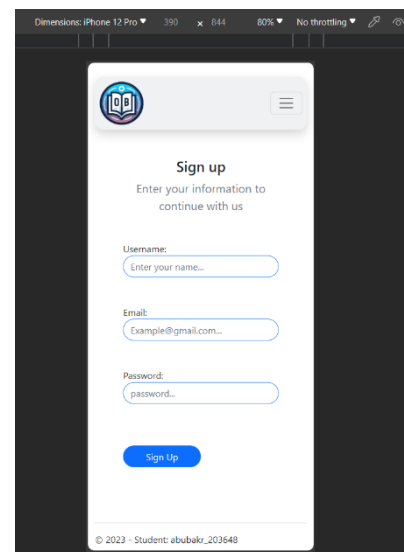 Dimensions: iPhone 12 Pro ▼ 390 × 844 80% ▼ No throttling ▼
OB
Sign up
Enter your information to
continue with us
Username:
Enter your name...
Email:
Example@gmail.com...
Password:
password...
Sign Up
© 2023 - Student: abubakr_203648